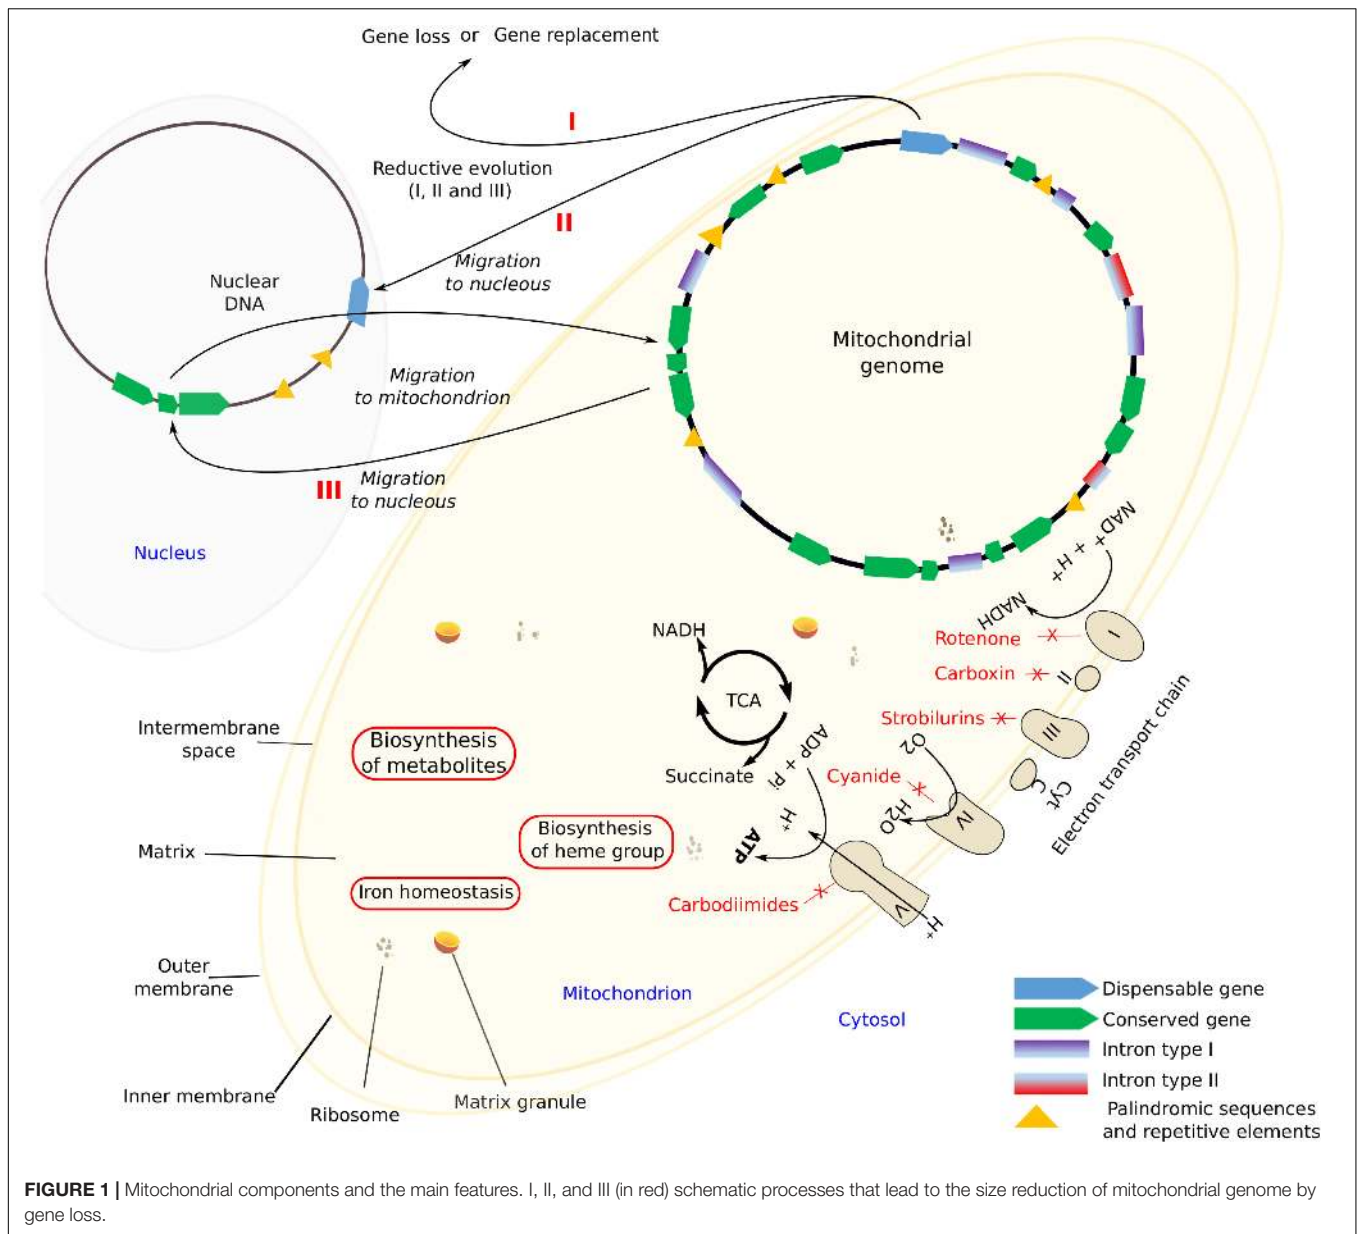 Gene loss or Gene replacement
I
Reductive evolution
(I, II and III)
II
Migration
to nucleous
Nuclear
DNA
Mitochondrial
genome
Migration
to mitochondrion
III
Migration
to nucleous
Nucleus
NAD⁺ + H⁺
NADH
Rotenone
I
Carboxin
II
Strobilurins
III
Cyt
C
Electron transport chain
NADH
TCA
Succinate
ADP + Pi
ATP
H⁺
O2
H2O
Cyanide
IV
Carbodiimides
V
H⁺
Intermembrane
space
Biosynthesis
of metabolites
Biosynthesis
of heme group
Matrix
Iron homeostasis
Outer
membrane
Mitochondrion
Cytosol
Inner membrane
Ribosome
Matrix granule
Dispensable gene
Conserved gene
Intron type I
Intron type II
Palindromic sequences
and repetitive elements
FIGURE 1 | Mitochondrial components and the main features. I, II, and III (in red) schematic processes that lead to the size reduction of mitochondrial genome by
gene loss.